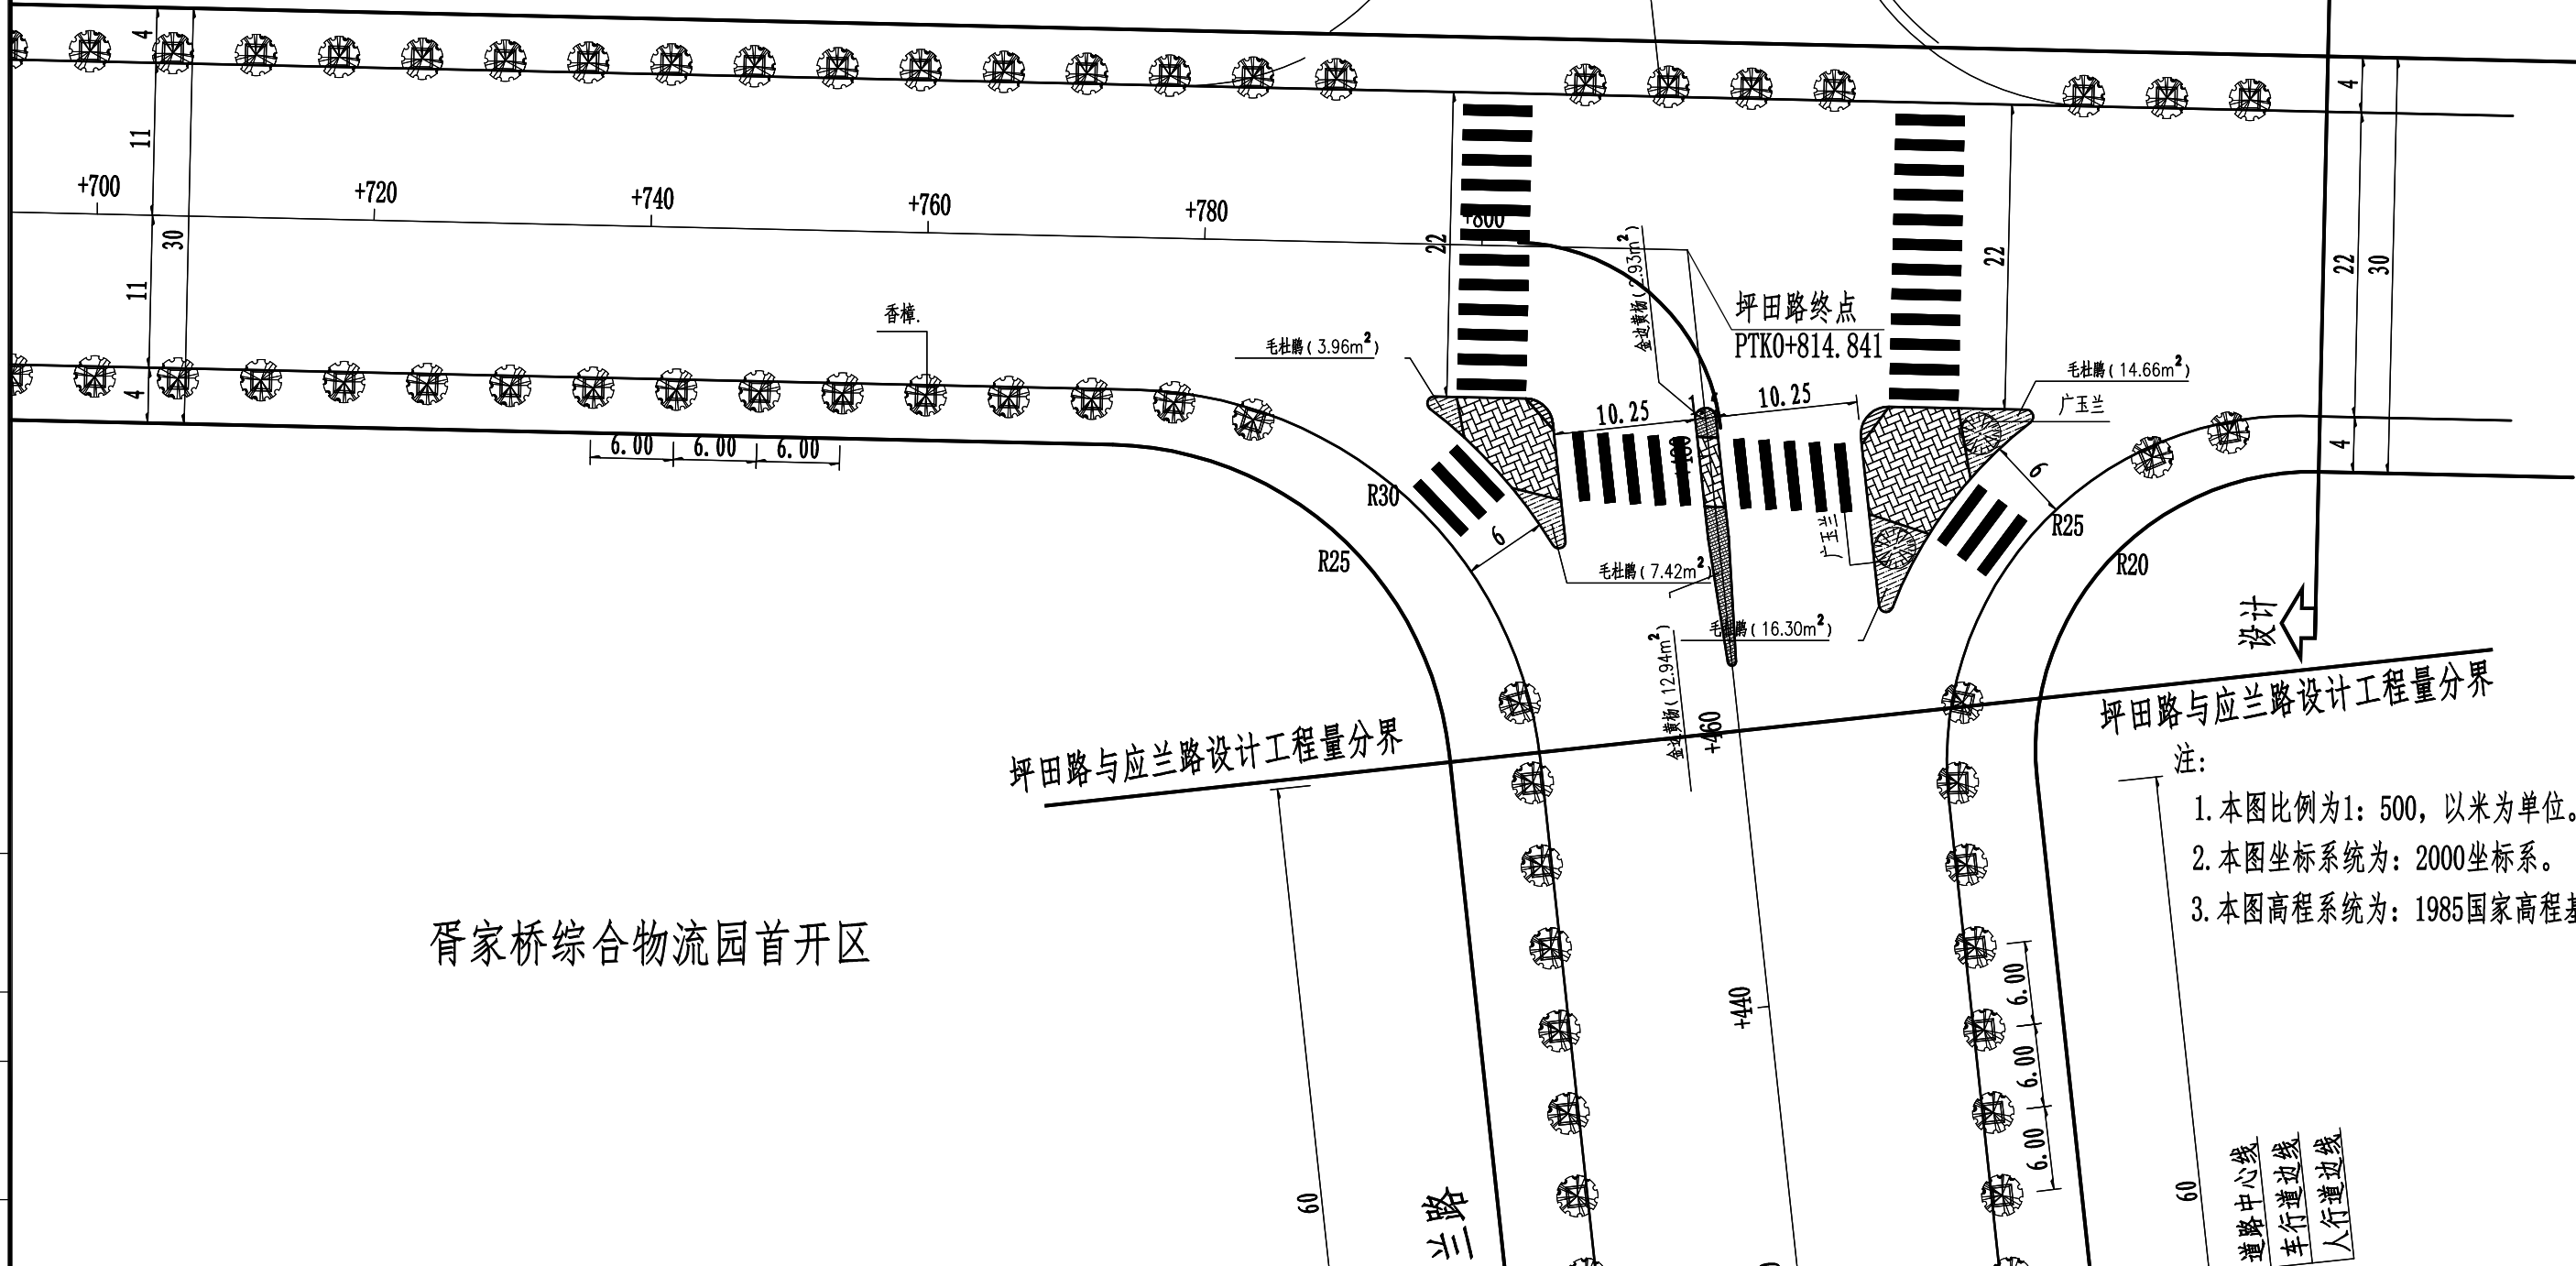 4
11
11
4
30
+700
+720
+740
+760
+780
+800
22
22
4
22
30
4
香樟.
6.00
6.00
6.00
毛杜鹃(3.96m²)
金边黄杨(2.93m²)
坪田路终点
PTK0+814.841
毛杜鹃(14.66m²)
广玉兰
10.25
10.25
R30
R25
6
6
R25
R20
广玉兰
毛杜鹃(7.42m²)
毛杜鹃(16.30m²)
金边黄杨(12.94m²)
+460
设计
坪田路与应兰路设计工程量分界
坪田路与应兰路设计工程量分界
注:
1.本图比例为1: 500, 以米为单位。
2.本图坐标系统为: 2000坐标系。
3.本图高程系统为: 1985国家高程基
胥家桥综合物流园首开区
+440
6.00
6.00
6.00
60
60
兰路
道路中心线
车行道边线
人行道边线